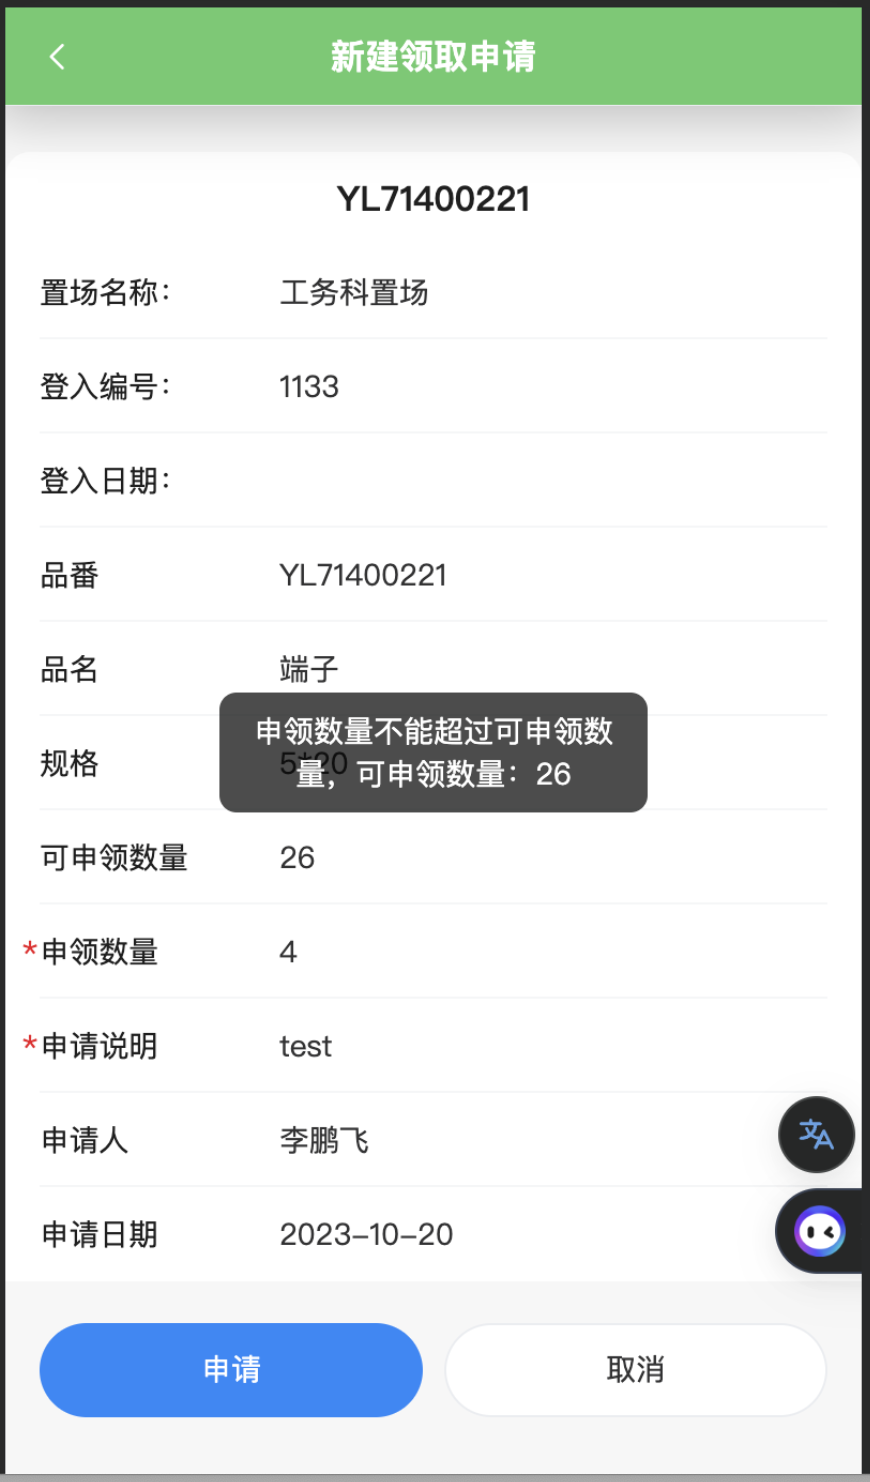 新建领取申请
YL71400221
置场名称：
工务科置场
登入编号：
1133
登入日期：
品番
YL71400221
品名
端子
规格
5*20
申领数量不能超过可申领数
量，可申领数量：26
可申领数量
26
*申领数量
4
*申请说明
test
申请人
李鹏飞
申请日期
2023-10-20
申请
取消